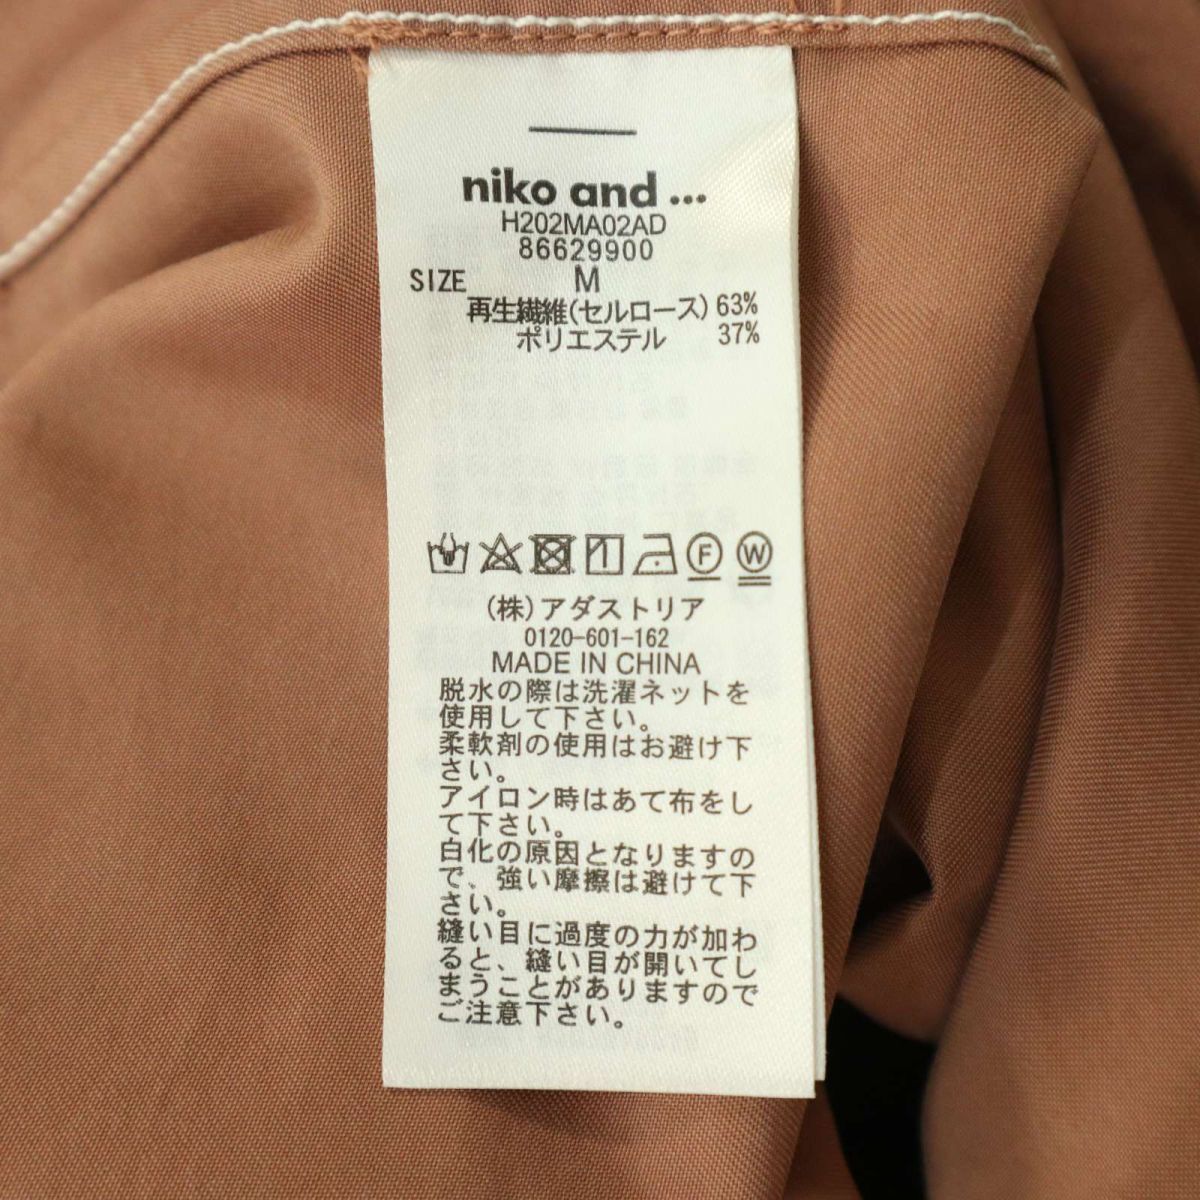 niko and ...
H202MA02AD
86629900
SIZE M
再生繊維(セルロース) 63%
ポリエステル 37%
F W
(株)アダストリア
0120-601-162
MADE IN CHINA
脱水の際は洗濯ネットを
使用して下さい。
柔軟剤の使用はお避け下
さい。
アイロン時はあて布をし
て下さい。
白化の原因となりますの
で、強い摩擦は避けて下
さい。
縫い目に過度の力が加わ
ると、縫い目が開いてし
まうことがありますので
ご注意下さい。